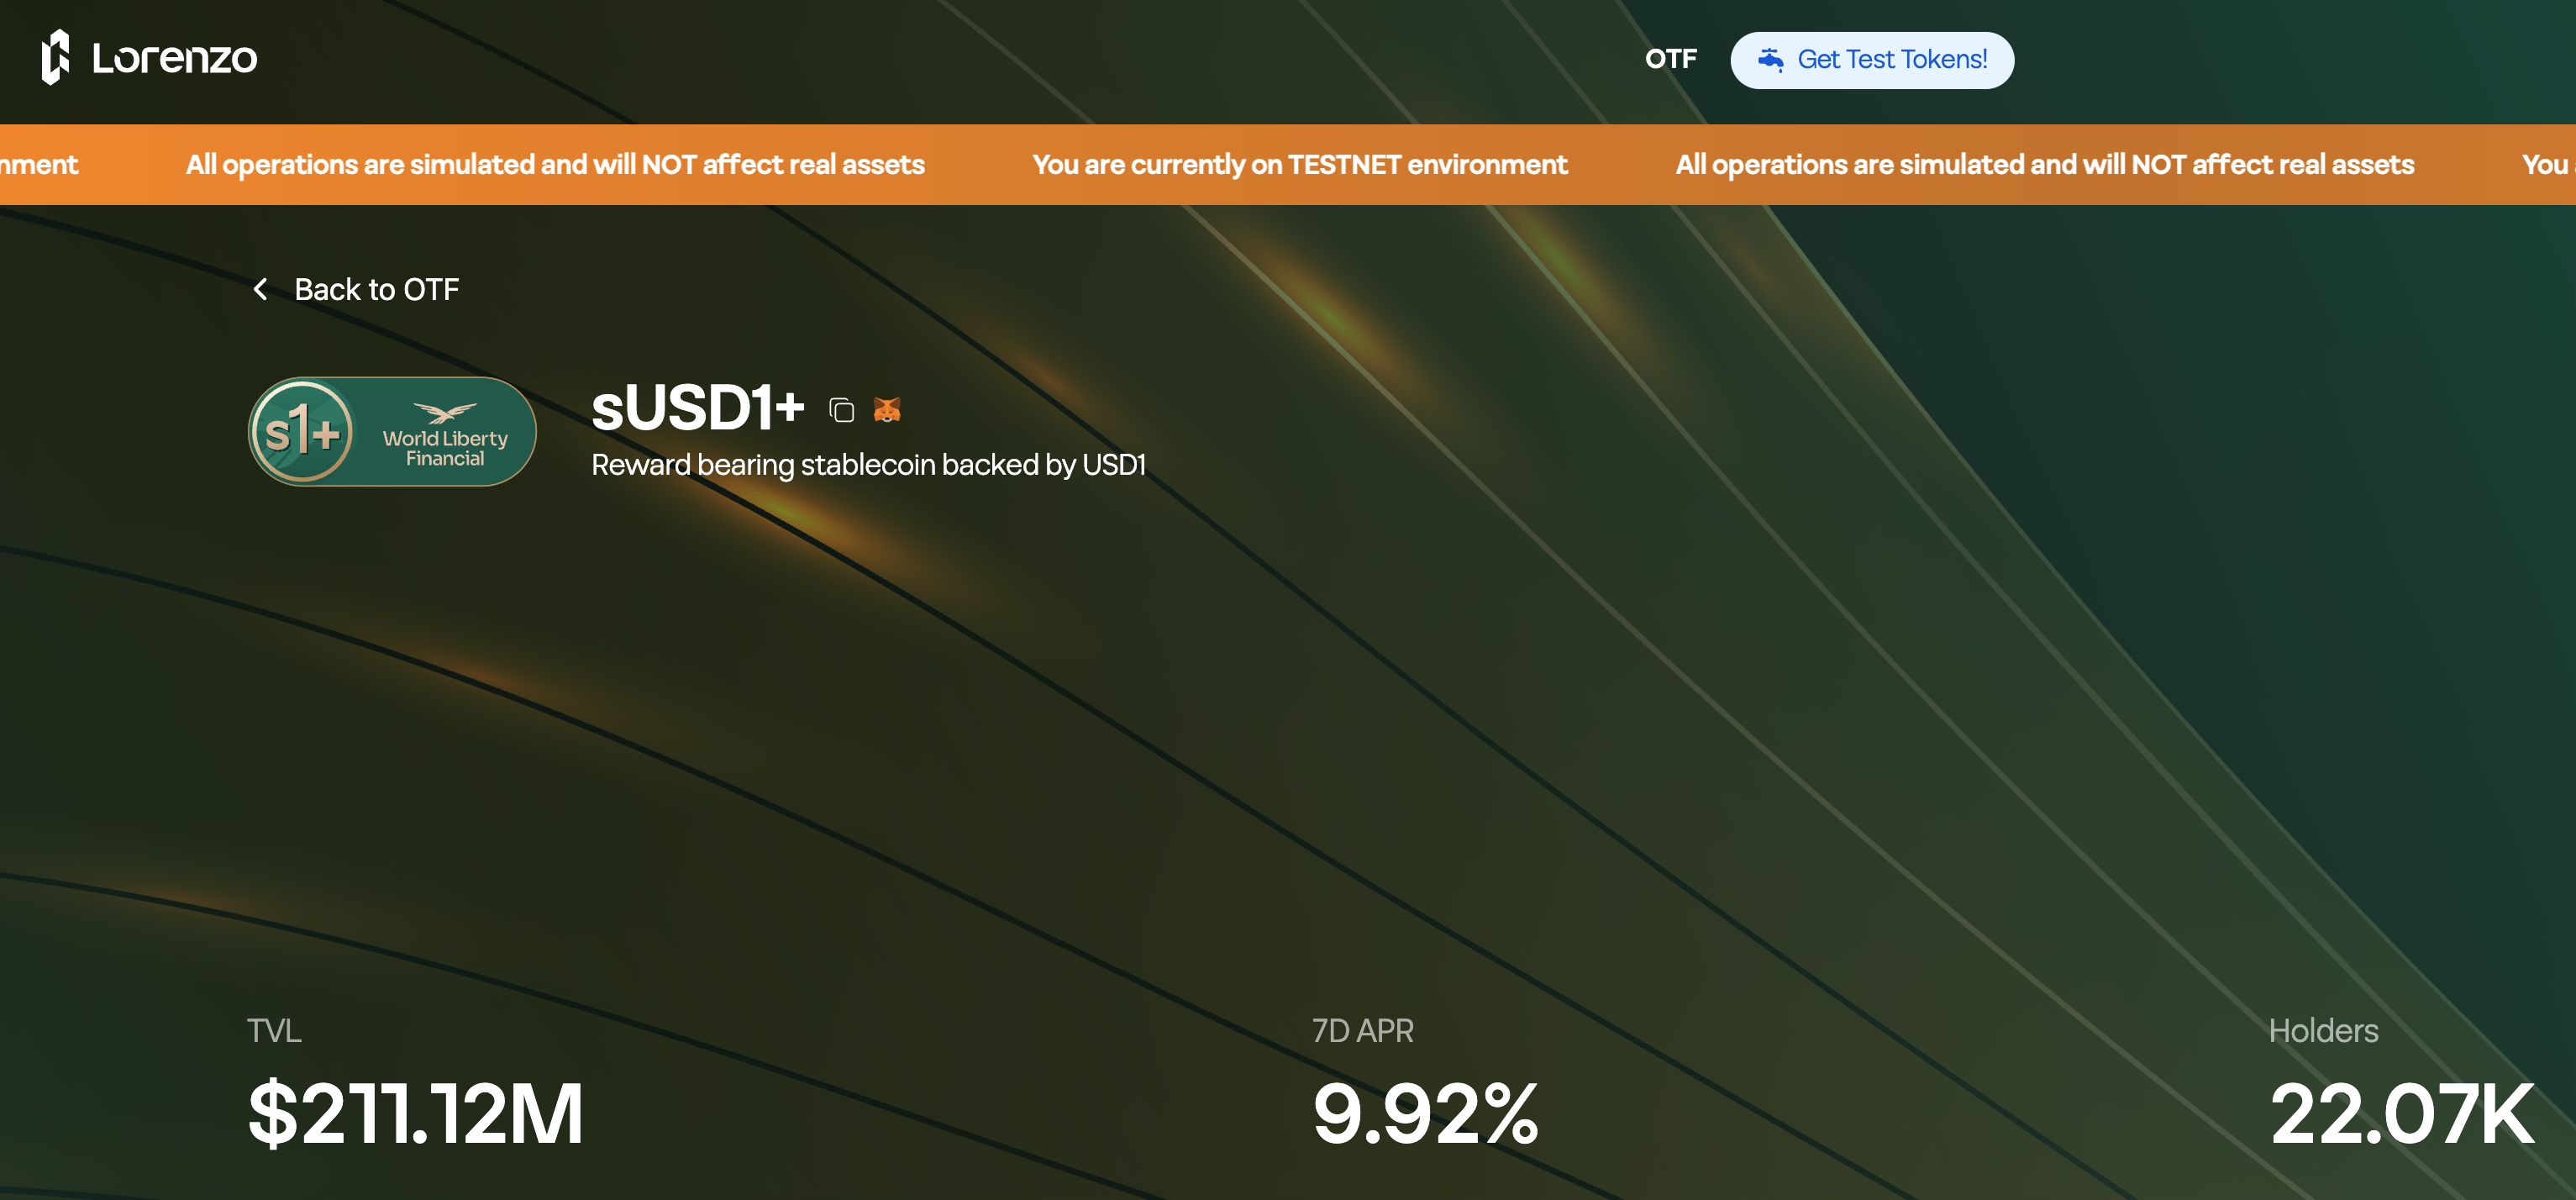 Lorenzo
OTF
Get Test Tokens!
nment
All operations are simulated and will NOT affect real assets
You are currently on TESTNET environment
All operations are simulated and will NOT affect real assets
You
Back to OTF
s1+
World Liberty
Financial
sUSD1+
Reward bearing stablecoin backed by USD1
TVL
7D APR
Holders
$211.12M
9.92%
22.07K